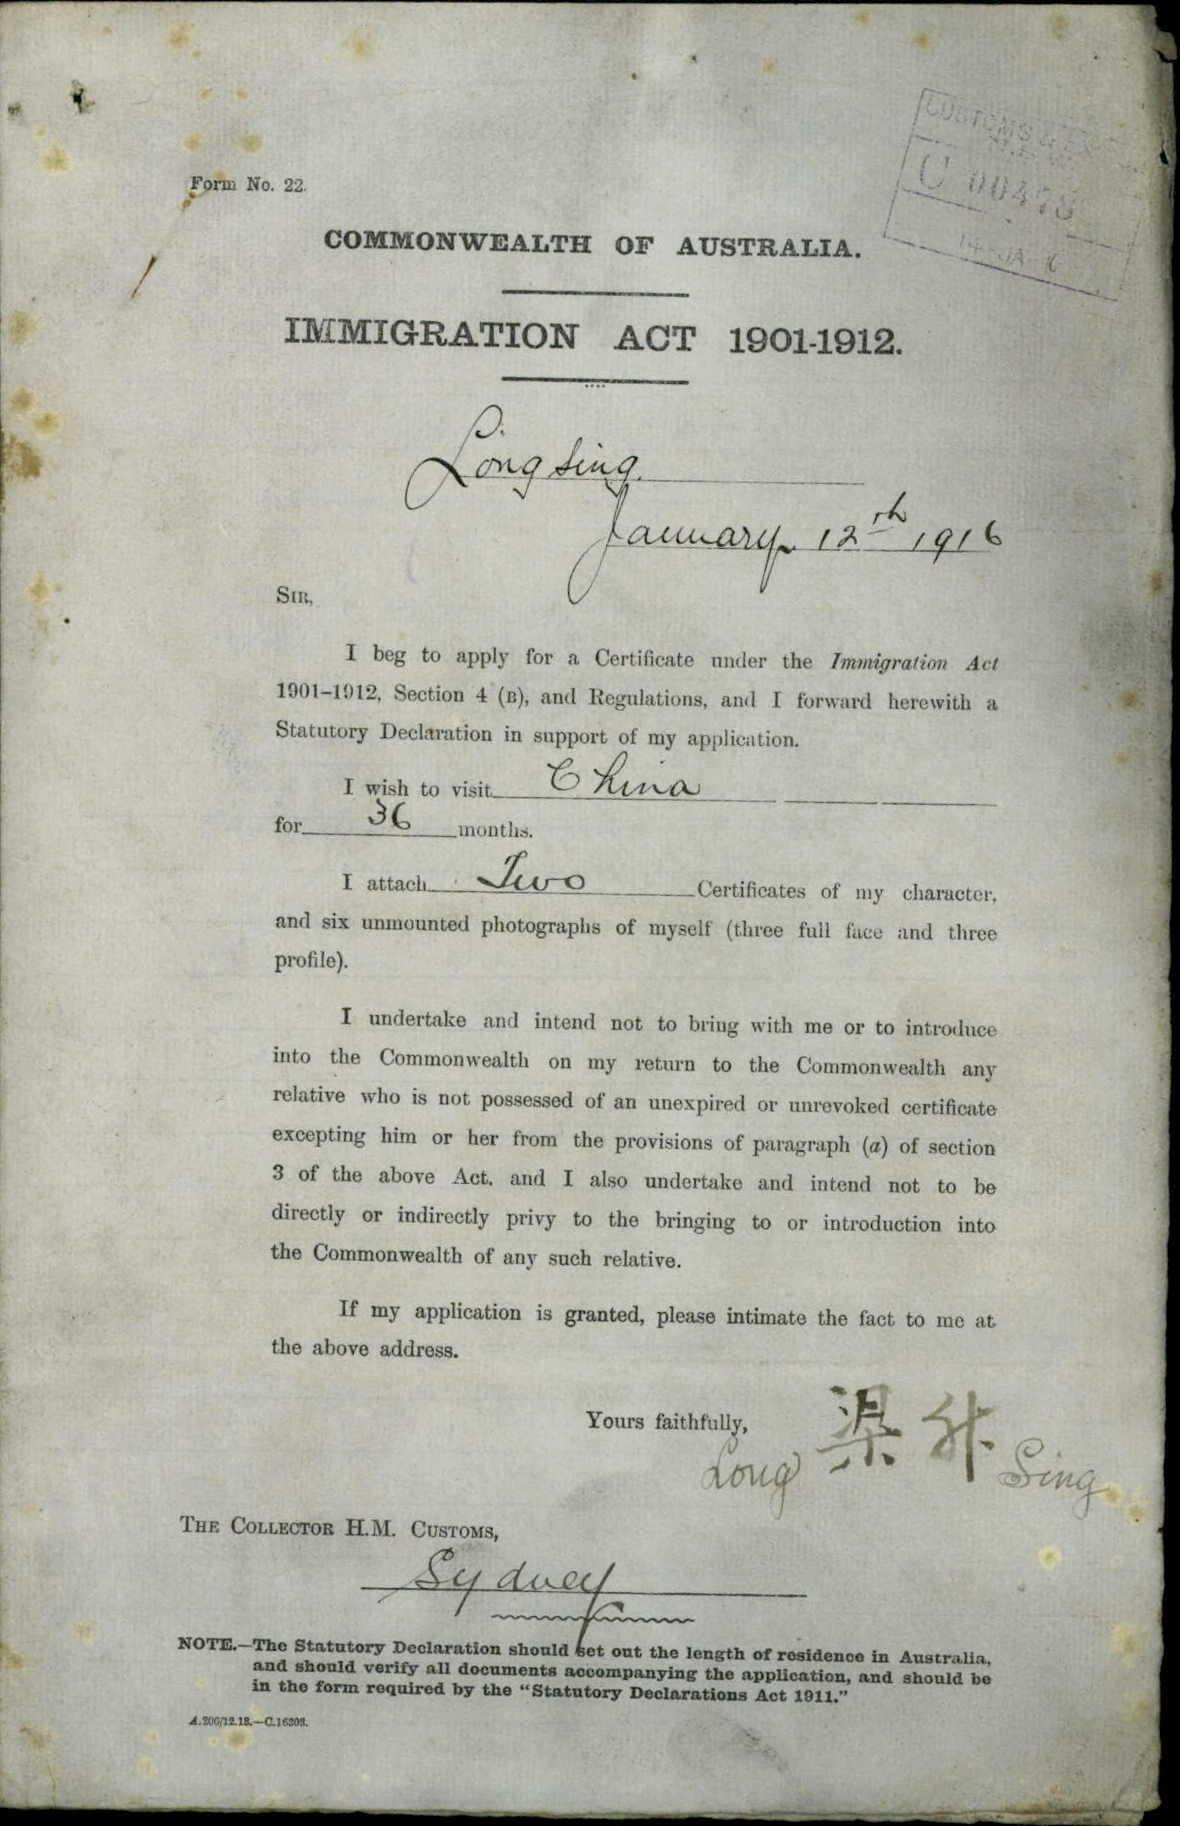 CUSTOMS &
C 00478
Form No. 22.
COMMONWEALTH OF AUSTRALIA.
IMMIGRATION ACT 1901-1912.
Long Sing.
January 12th 1916
SIR,
I beg to apply for a Certificate under the Immigration Act
1901–1912, Section 4 (B), and Regulations, and I forward herewith a
Statutory Declaration in support of my application.
I wish to visit China
for 36 months.
I attach Two Certificates of my character,
and six unmounted photographs of myself (three full face and three
profile).
I undertake and intend not to bring with me or to introduce
into the Commonwealth on my return to the Commonwealth any
relative who is not possessed of an unexpired or unrevoked certificate
excepting him or her from the provisions of paragraph (a) of section
3 of the above Act, and I also undertake and intend not to be
directly or indirectly privy to the bringing to or introduction into
the Commonwealth of any such relative.
If my application is granted, please intimate the fact to me at
the above address.
Yours faithfully,
Long Sing
THE COLLECTOR H.M. CUSTOMS,
Sydney
NOTE.—The Statutory Declaration should set out the length of residence in Australia,
and should verify all documents accompanying the application, and should be
in the form required by the “Statutory Declarations Act 1911.”